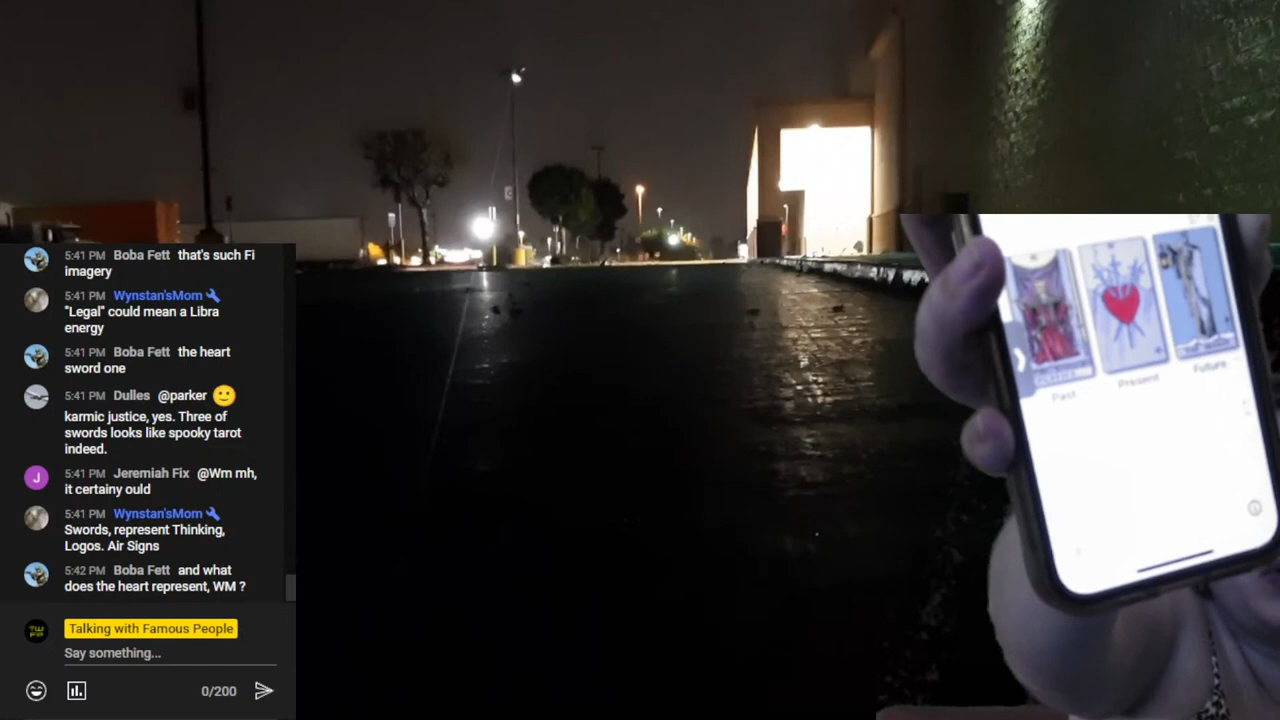 5:41 PM Boba Fett that's such Fi
imagery
5:41 PM Wynstan'sMom
"Legal" could mean a Libra
energy
5:41 PM Boba Fett the heart
sword one
5:41 PM Dulles @parker
karmic justice, yes. Three of
swords looks like spooky tarot
indeed.
J
5:41 PM Jeremiah Fix @Wm mh,
it certainy ould
5:41 PM Wynstan'sMom
Swords, represent Thinking,
Logos. Air Signs
5:42 PM Boba Fett and what
does the heart represent, WM ?
TW
FP
Talking with Famous People
Say something...
0/200
Past
Present
Future